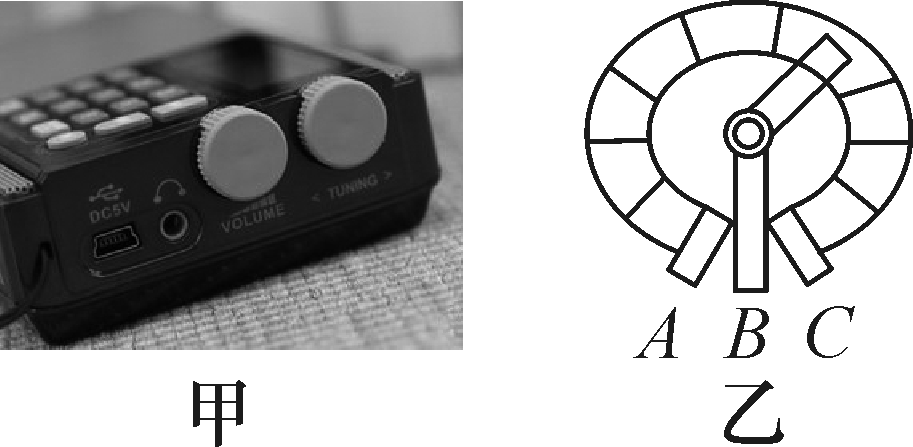 DC5V
VOLUME
< TUNING >
A B C
甲
乙